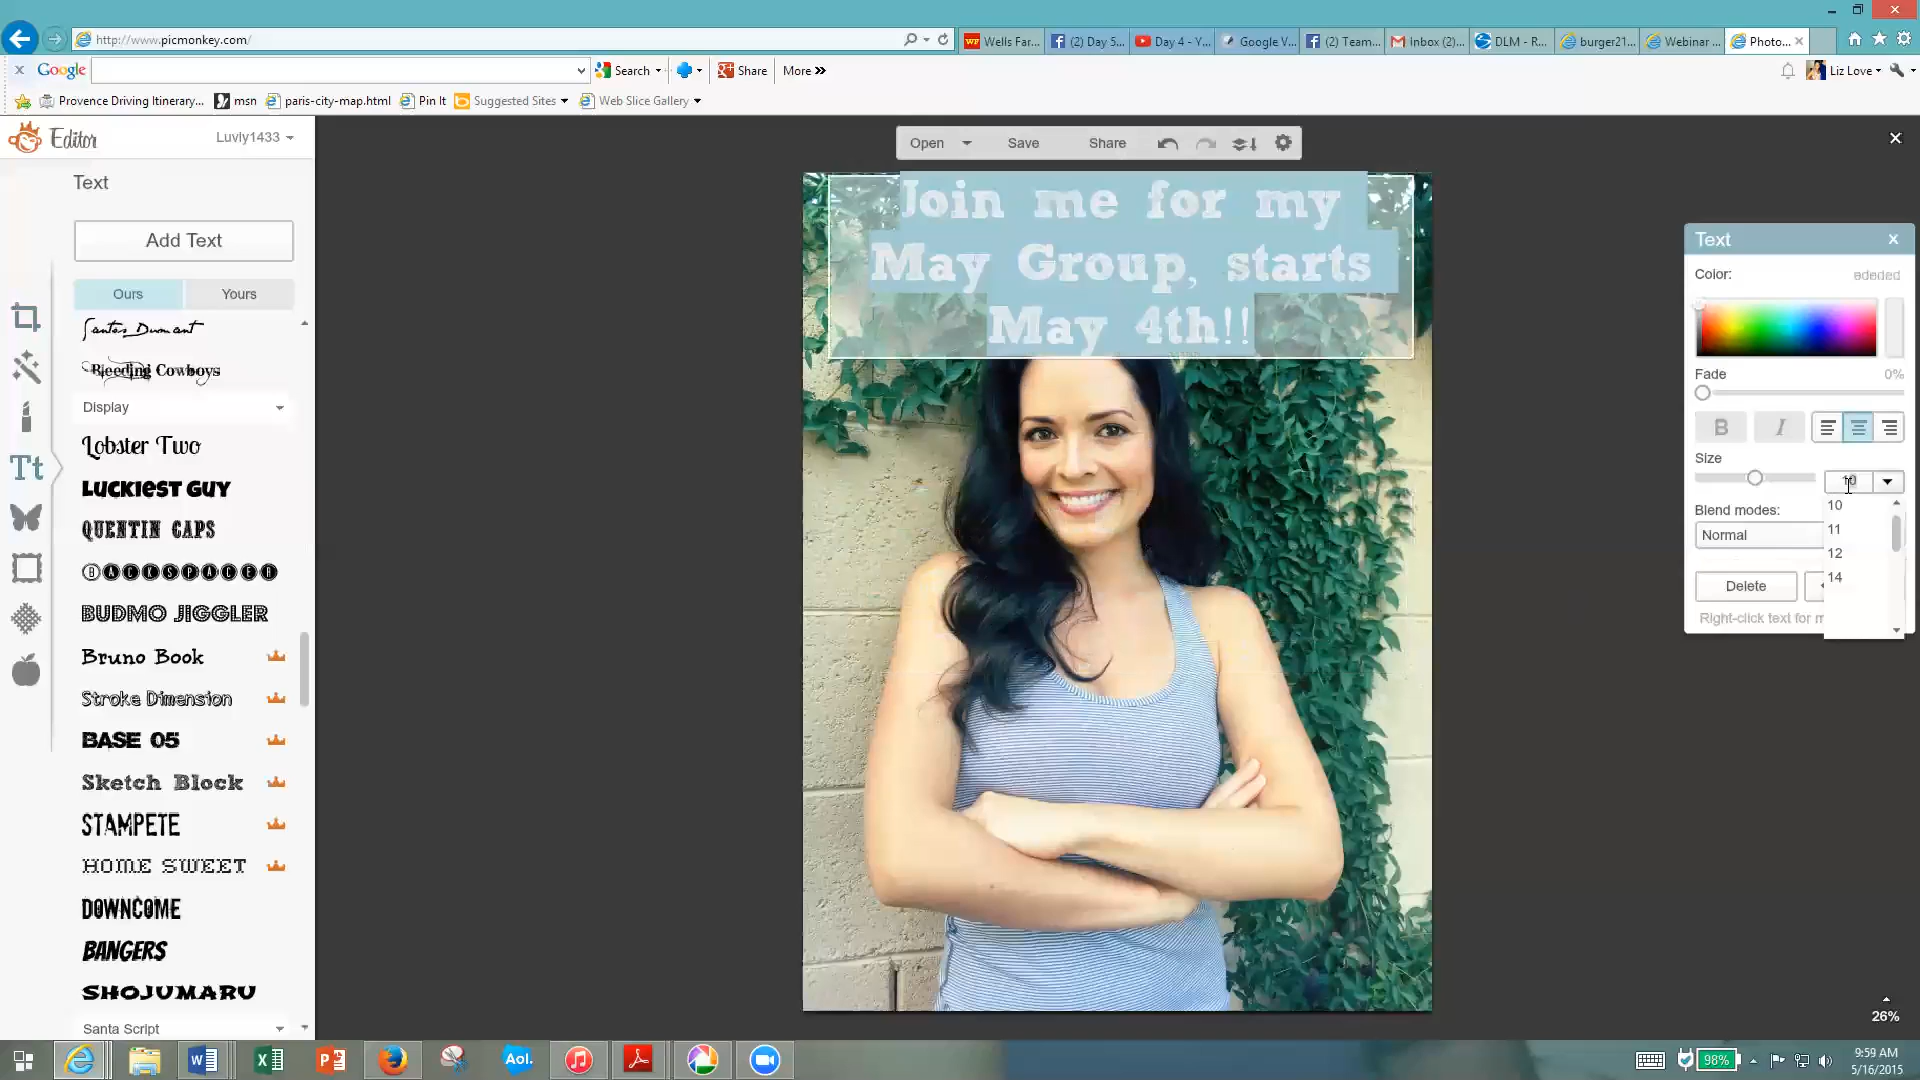 http://www.picmonkey.com/
Wells Far...
(2) Day 5...
Day 4 - Y...
Google V...
(2) Team...
Inbox (2)...
DLM - R...
burger21...
Webinar ...
Photo...
Google
Search
Share
More »
Liz Love
Provence Driving Itinerary...
msn
paris-city-map.html
Pin It
Suggested Sites
Web Slice Gallery
Editor
Luvly1433
Open
Save
Share
Text
Add Text
Ours
Yours
Santos Dumont
Bleeding Cowboys
Display
Lobster Two
LUCKIEST GUY
QUENTIN CAPS
BACKSPACER
BUDMO JIGGLER
Bruno Book
Stroke Dimension
BASE 05
Sketch Block
STAMPETE
HOME SWEET
DOWNCOME
BANGERS
SHOJUMARU
Santa Script
Join me for my
May Group, starts
May 4th!!
Text
Color:
ededed
Fade
0%
B
I
Size
10
11
12
14
Blend modes:
Normal
Delete
Right-click text for m
26%
Aol.
98%
9:59 AM
5/16/2015